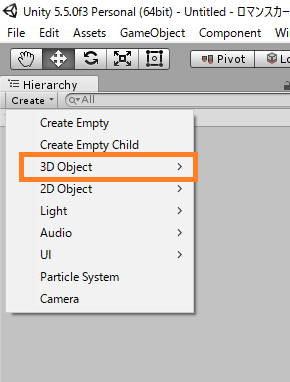 Unity 5.5.0f3 Personal (64bit) - Untitled - ロマンスカー
File Edit Assets GameObject Component Win
Pivot Lo
Hierarchy
Create All
Create Empty
Create Empty Child
3D Object
2D Object
Light
Audio
UI
Particle System
Camera